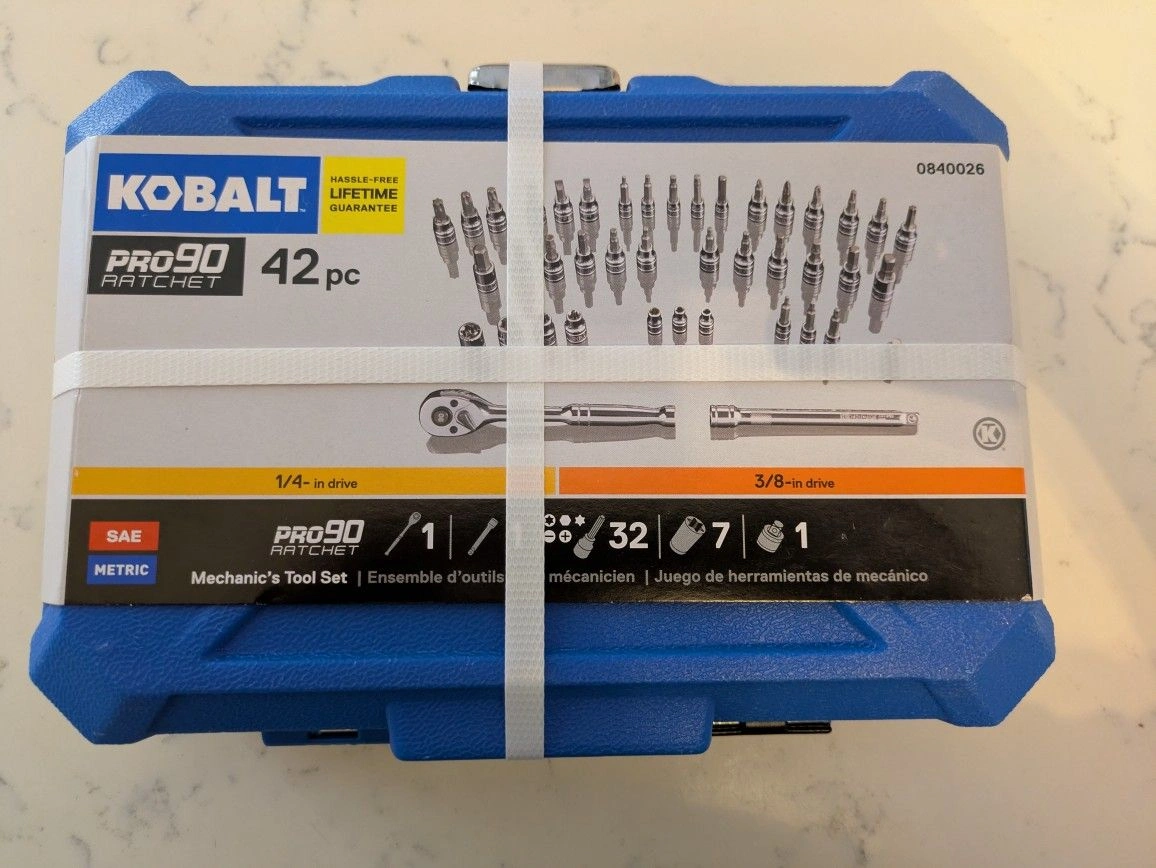 KOBALT
HASSLE-FREE
LIFETIME
GUARANTEE
0840026
PRO90
RATCHET
42 pc
K
1/4- in drive
3/8-in drive
SAE
METRIC
PRO90
RATCHET
1
32
7
1
Mechanic's Tool Set | Ensemble d'outils mécanicien | Juego de herramientas de mecánico